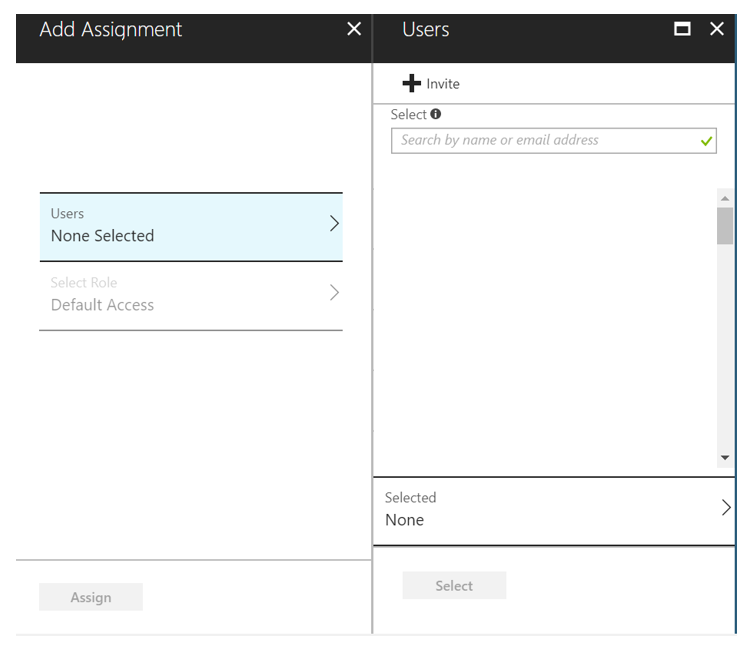 Add Assignment
Users
None Selected
Select Role
Default Access
Assign
Users
Invite
Select
Search by name or email address
Selected
None
Select